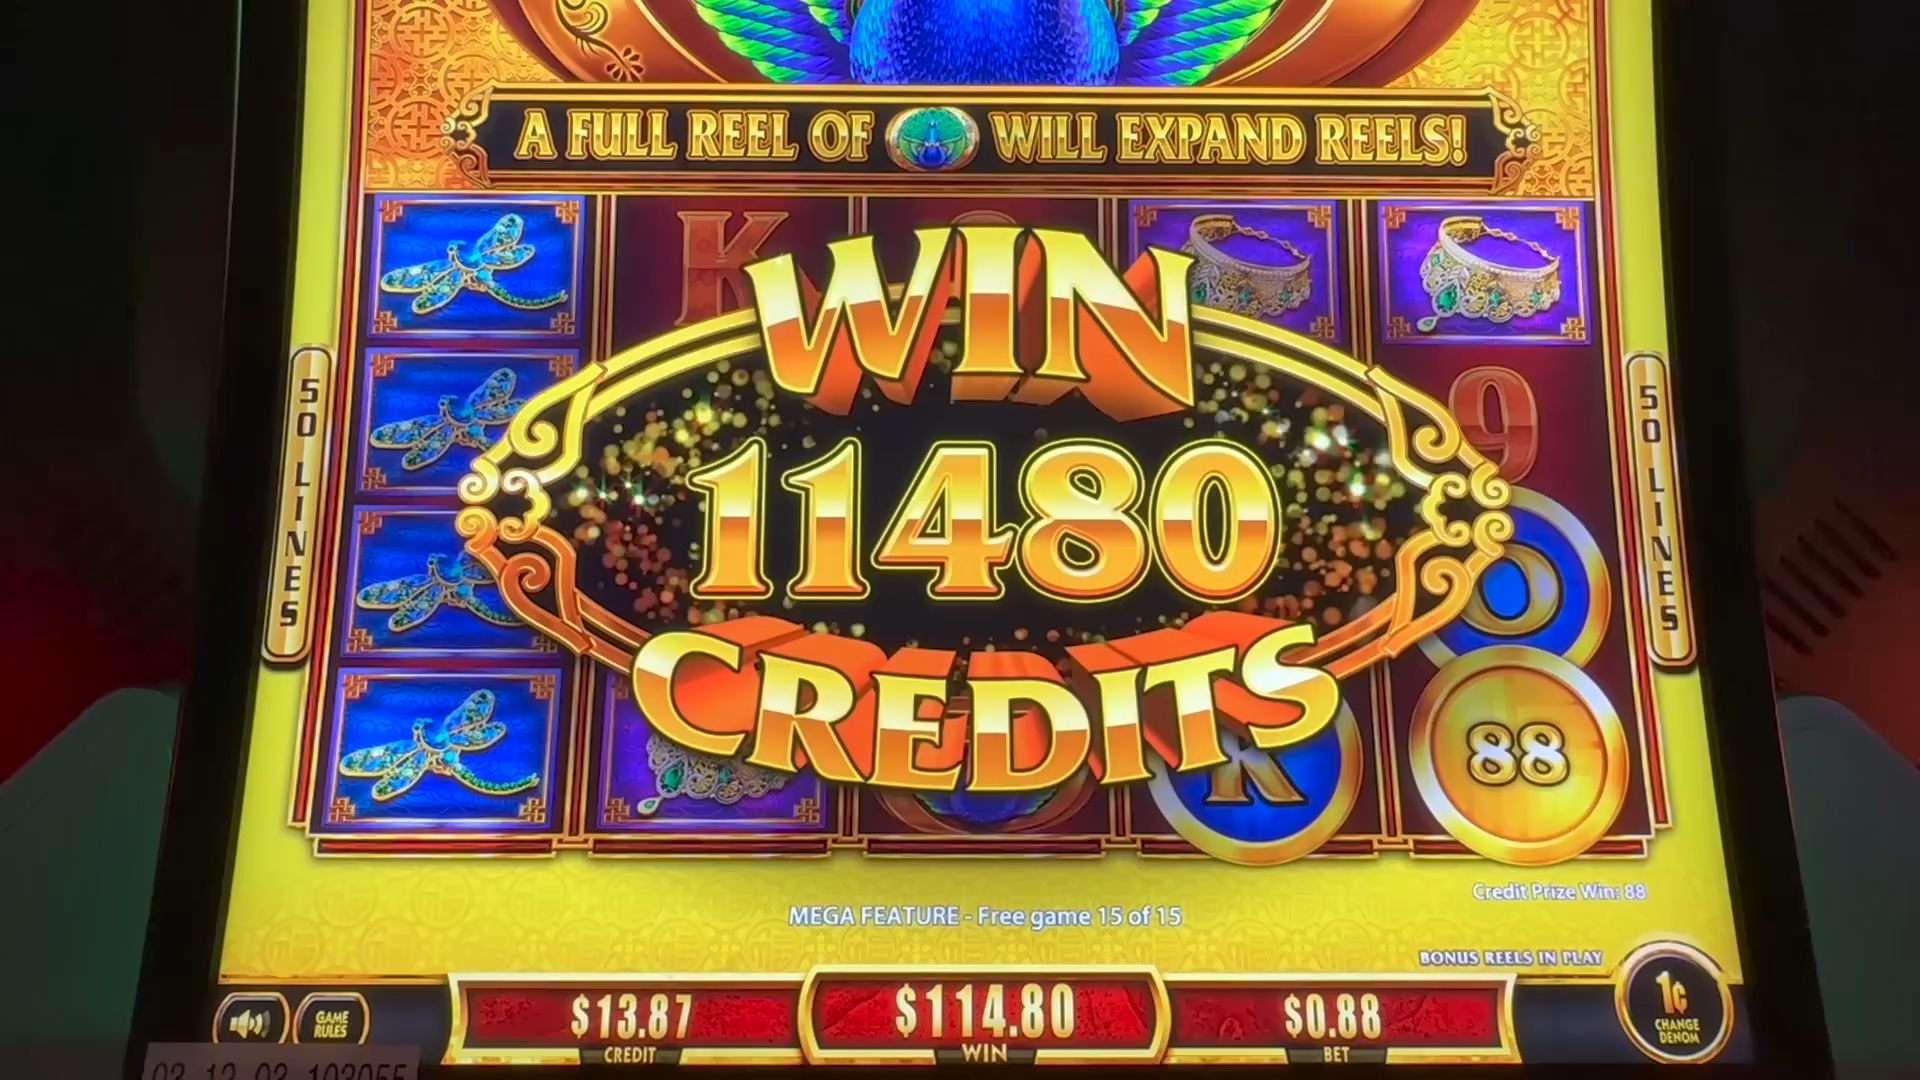 A FULL REEL OF WILL EXPAND REELS!
K
WIN
11480
CREDITS
9
50 LINES
50 LINES
K
88
Credit Prize Win: 88
MEGA FEATURE - Free game 15 of 15
BONUS REELS IN PLAY
GAME RULES
$13.87
CREDIT
$114.80
WIN
$0.88
BET
1¢
CHANGE
DENOM